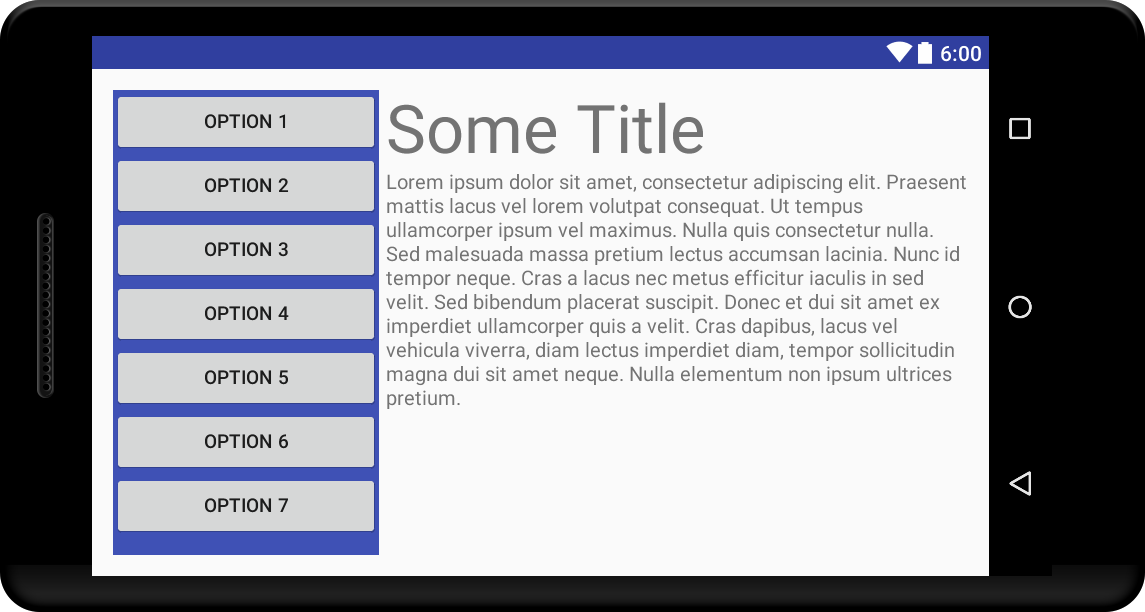 6:00
OPTION 1
OPTION 2
OPTION 3
OPTION 4
OPTION 5
OPTION 6
OPTION 7
Some Title
Lorem ipsum dolor sit amet, consectetur adipiscing elit. Praesent
mattis lacus vel lorem volutpat consequat. Ut tempus
ullamcorper ipsum vel maximus. Nulla quis consectetur nulla.
Sed malesuada massa pretium lectus accumsan lacinia. Nunc id
tempor neque. Cras a lacus nec metus efficitur iaculis in sed
velit. Sed bibendum placerat suscipit. Donec et dui sit amet ex
imperdiet ullamcorper quis a velit. Cras dapibus, lacus vel
vehicula viverra, diam lectus imperdiet diam, tempor sollicitudin
magna dui sit amet neque. Nulla elementum non ipsum ultrices
pretium.